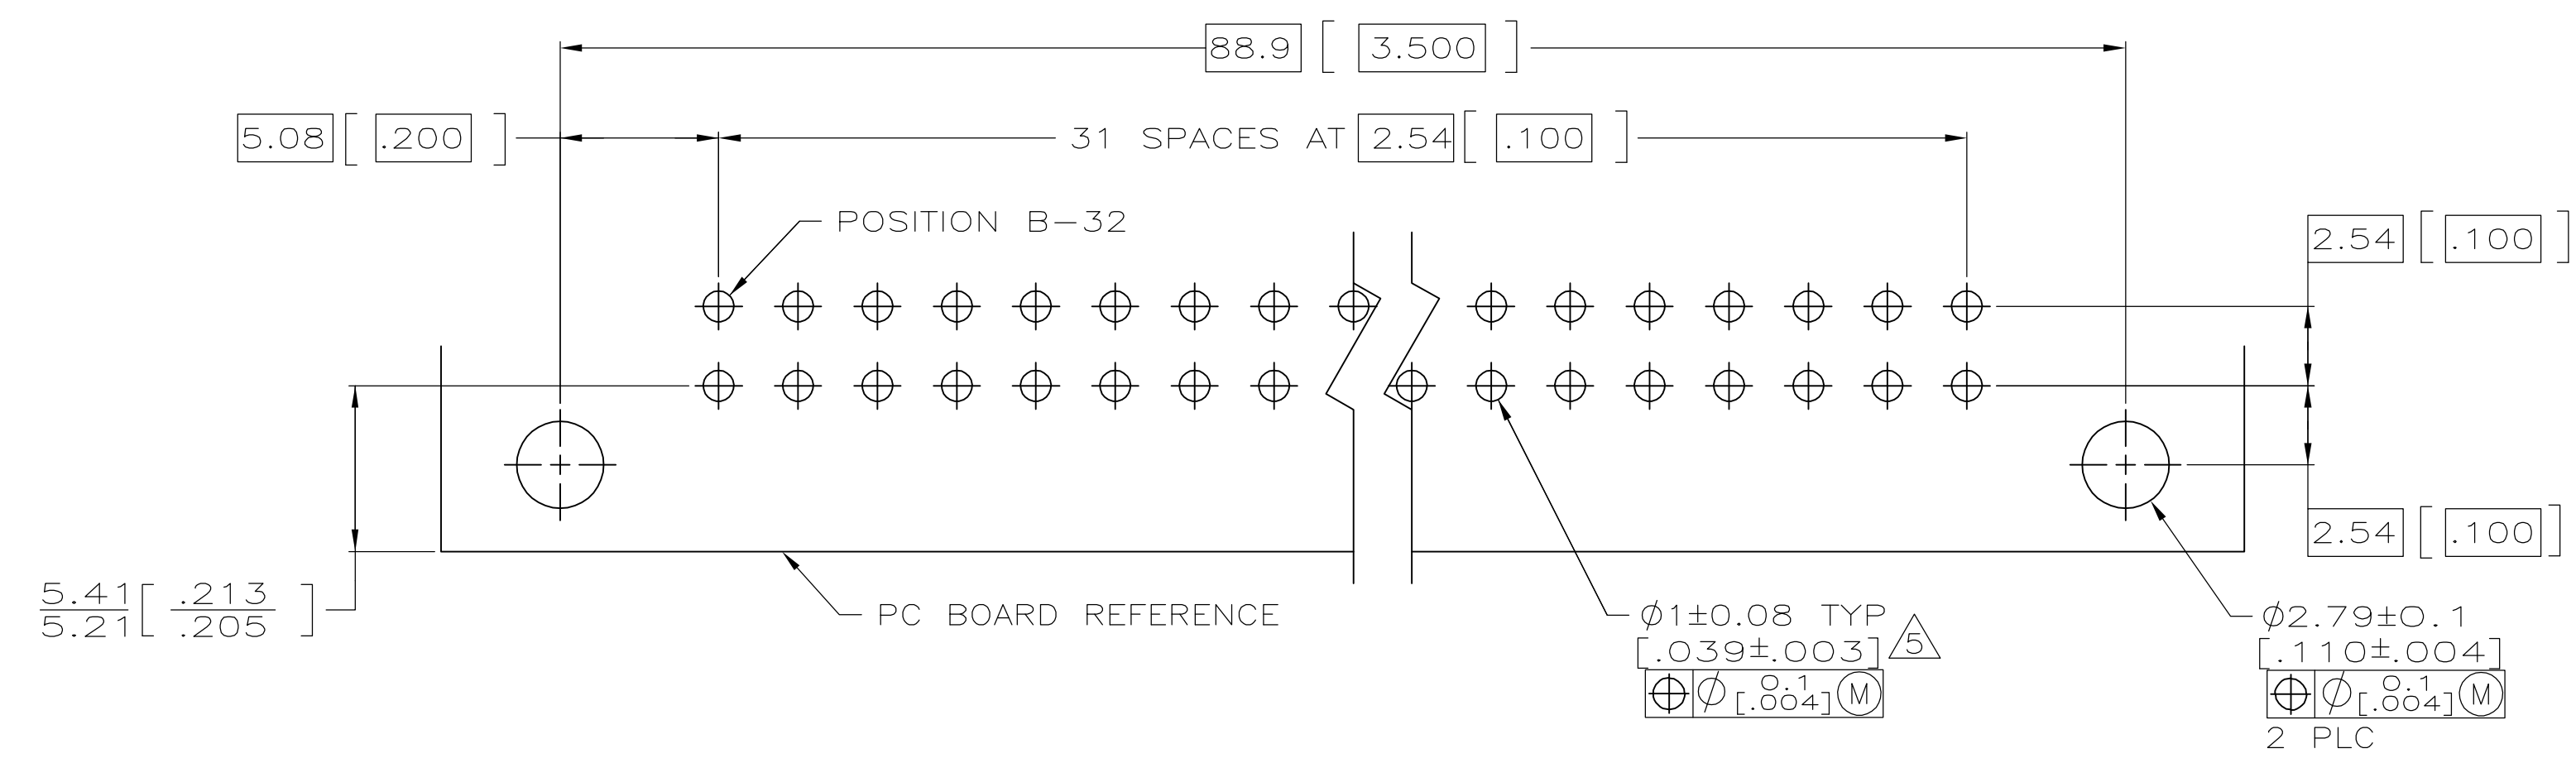 88.9 [ 3.500 ]
5.08 [ .200 ]
31 SPACES AT 2.54 [ .100 ]
POSITION B-32
2.54 [ .100 ]
2.54 [ .100 ]
5.41 [ .213 ]
5.21 [ .205 ]
PC BOARD REFERENCE
Ø1±0.08 TYP
[.039±.003] 5
⌖ Ø 0.1 [.004] Ⓜ
Ø2.79±0.1
[.110±.004]
⌖ Ø 0.1 [.004] Ⓜ
2 PLC